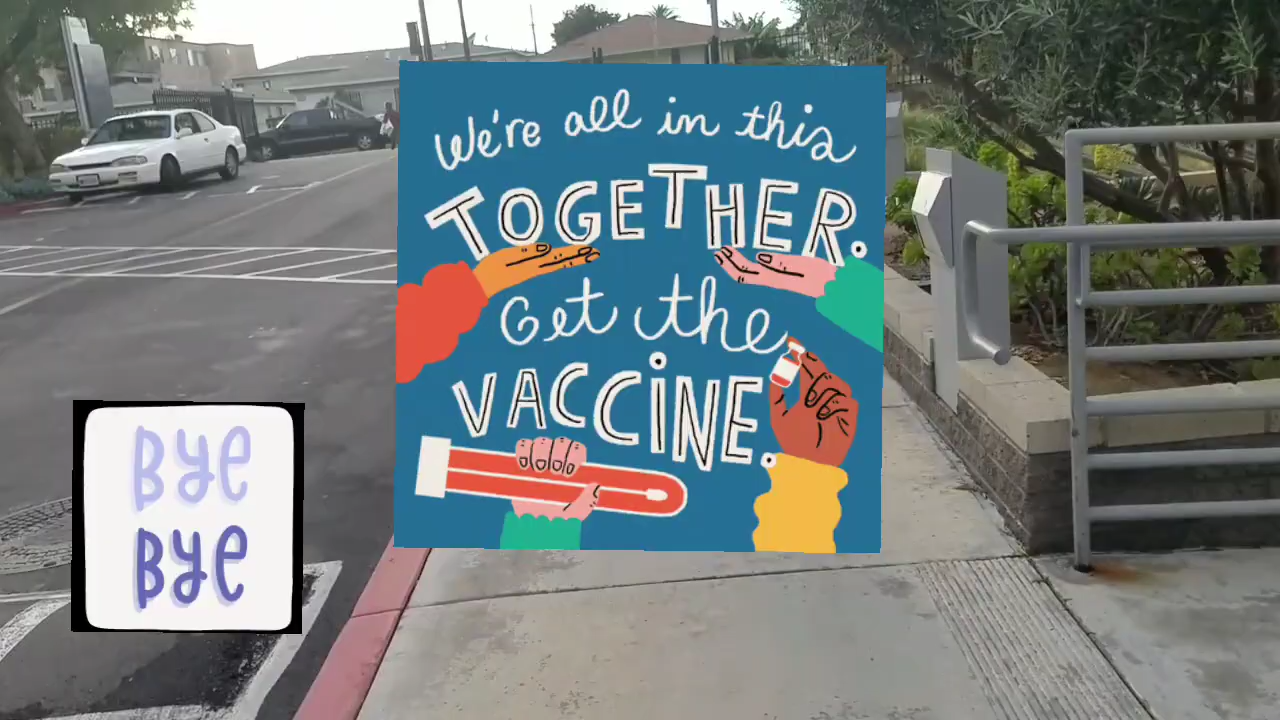 We're all in this
TOGETHER.
Get the
VACCINE.
Bye
Bye